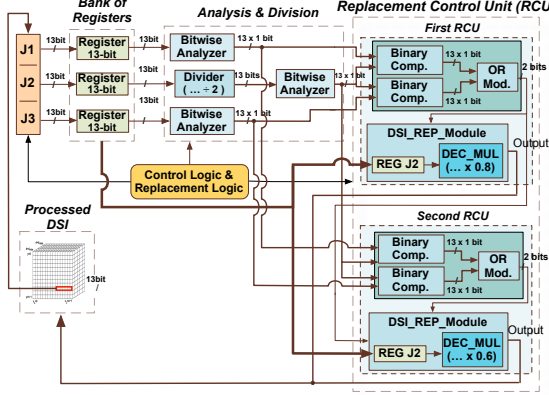 Bank of
Registers
Analysis & Division
Replacement Control Unit (RCU
First RCU
J1
J2
J3
13bit
13bit
13bit
Register
13-bit
Register
13-bit
Register
13-bit
13bit
13bit
13bit
Bitwise
Analyzer
Divider
( ... ÷ 2 )
Bitwise
Analyzer
13bits
Bitwise
Analyzer
13 x 1 bit
13 x 1 bit
13 x 1 bit
Binary
Comp.
Binary
Comp.
13 x 1 bit
13 x 1 bit
OR
Mod.
2 bits
DSI_REP_Module
REG J2
DEC_MUL
(... x 0.8)
Output
Control Logic &
Replacement Logic
Processed
DSI
13bit
Second RCU
Binary
Comp.
Binary
Comp.
13 x 1 bit
13 x 1 bit
OR
Mod.
2 bits
DSI_REP_Module
REG J2
DEC_MUL
(... x 0.6)
Output